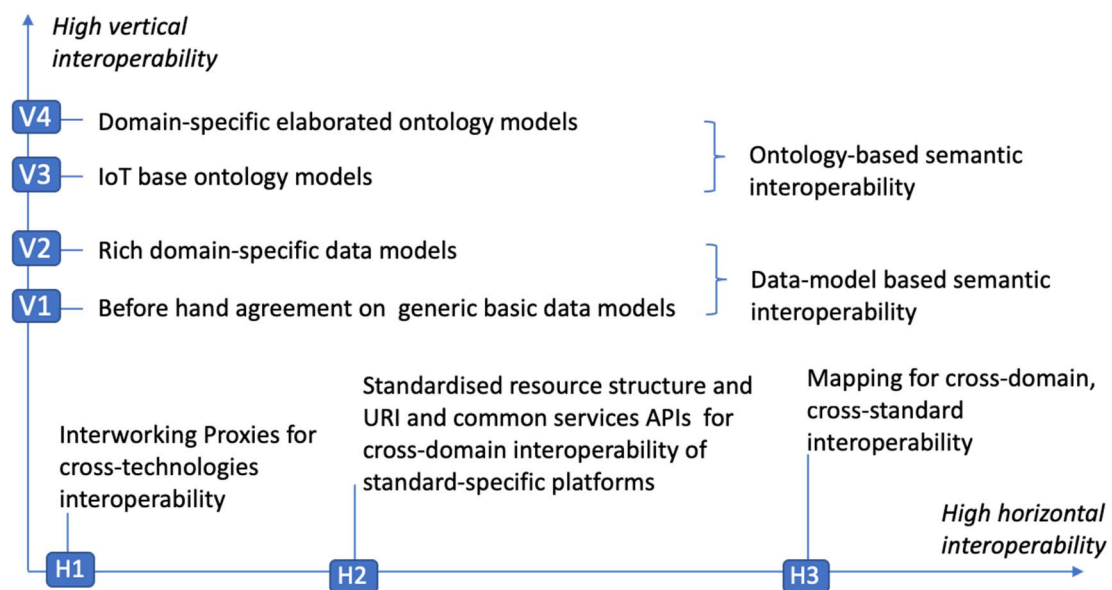 High vertical
interoperability
V4
Domain-specific elaborated ontology models
V3
IoT base ontology models
Ontology-based semantic
interoperability
V2
Rich domain-specific data models
V1
Before hand agreement on generic basic data models
Data-model based semantic
interoperability
Interworking Proxies for
cross-technologies
interoperability
Standardised resource structure and
URI and common services APIs for
cross-domain interoperability of
standard-specific platforms
Mapping for cross-domain,
cross-standard
interoperability
High horizontal
interoperability
H1
H2
H3